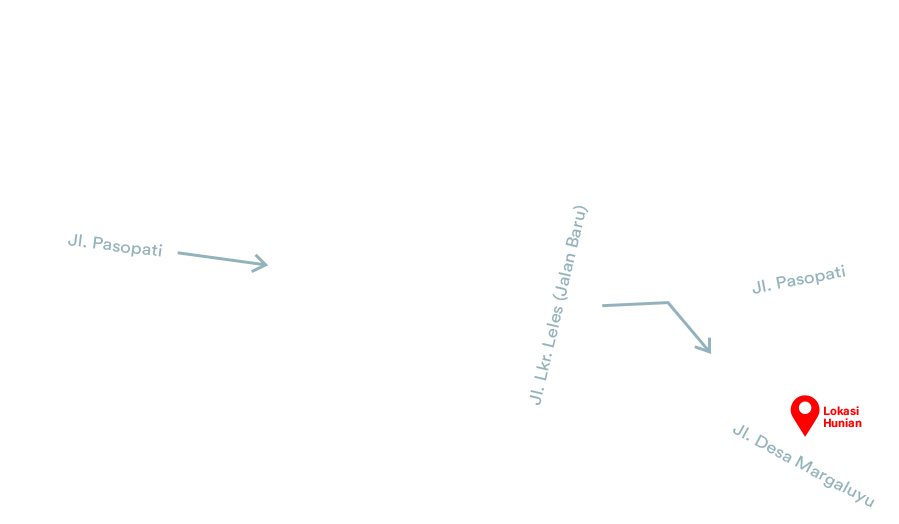 Jl. Pasopati
Jl. Lkr. Leles (Jalan Baru)
Jl. Pasopati
Lokasi
Hunian
Jl. Desa Margaluyu